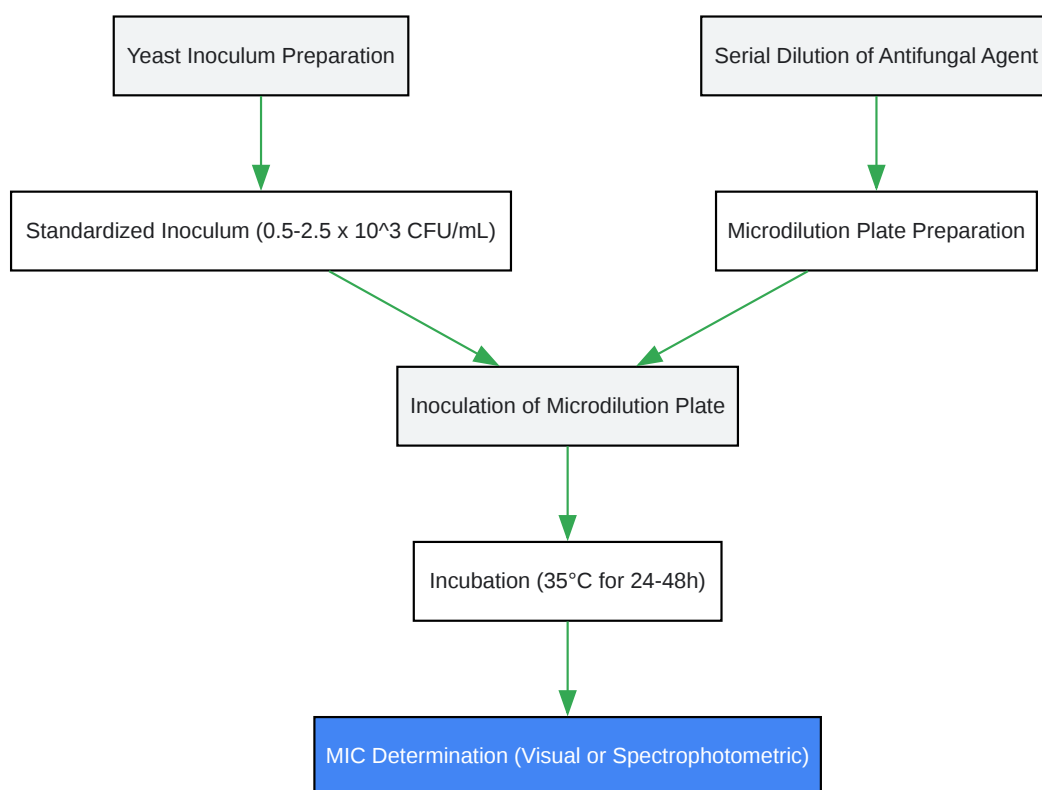 Yeast Inoculum Preparation
Serial Dilution of Antifungal Agent
Standardized Inoculum (0.5-2.5 x 10^3 CFU/mL)
Microdilution Plate Preparation
Inoculation of Microdilution Plate
Incubation (35°C for 24-48h)
MIC Determination (Visual or Spectrophotometric)